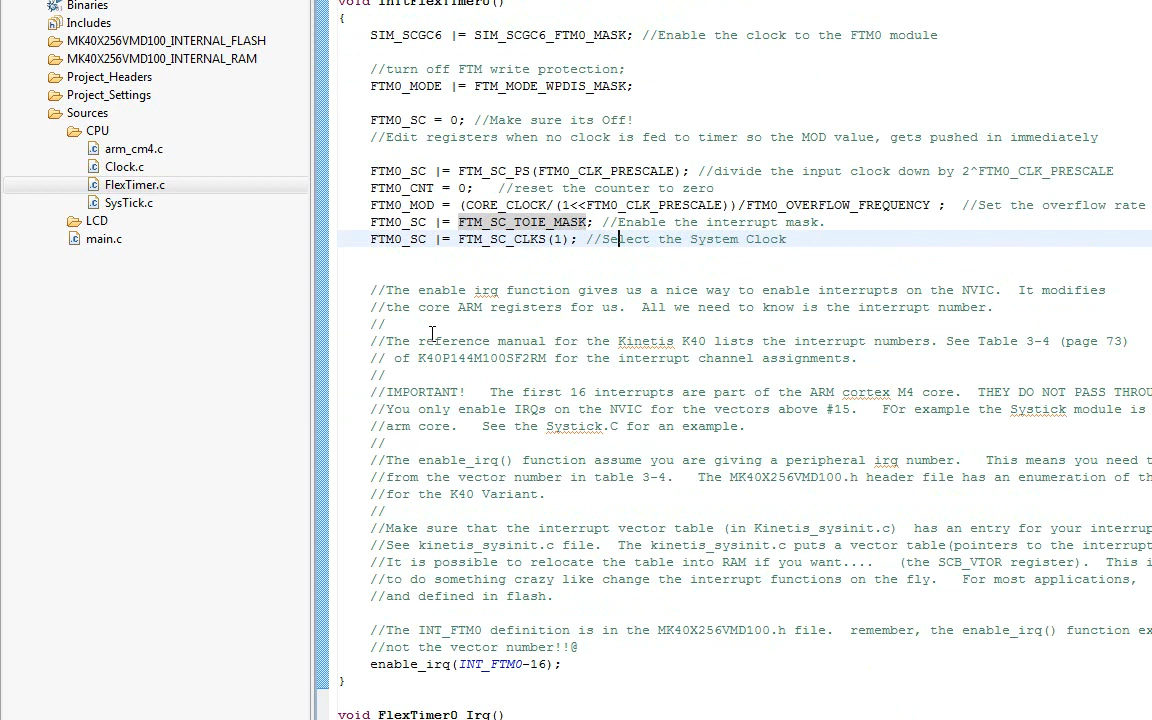 Binaries
Includes
MK40X256VMD100_INTERNAL_FLASH
MK40X256VMD100_INTERNAL_RAM
Project_Headers
Project_Settings
Sources
CPU
arm_cm4.c
Clock.c
FlexTimer.c
SysTick.c
LCD
main.c
void InitFlexTimer0()
{
SIM_SCGC6 |= SIM_SCGC6_FTM0_MASK; //Enable the clock to the FTM0 module
//turn off FTM write protection;
FTM0_MODE |= FTM_MODE_WPDIS_MASK;
FTM0_SC = 0; //Make sure its Off!
//Edit registers when no clock is fed to timer so the MOD value, gets pushed in immediately
FTM0_SC |= FTM_SC_PS(FTM0_CLK_PRESCALE); //divide the input clock down by 2^FTM0_CLK_PRESCALE
FTM0_CNT = 0; //reset the counter to zero
FTM0_MOD = (CORE_CLOCK/(1<<FTM0_CLK_PRESCALE))/FTM0_OVERFLOW_FREQUENCY ; //Set the overflow rate
FTM0_SC |= FTM_SC_TOIE_MASK; //Enable the interrupt mask.
FTM0_SC |= FTM_SC_CLKS(1); //Select the System Clock
//The enable irq function gives us a nice way to enable interrupts on the NVIC. It modifies
//the core ARM registers for us. All we need to know is the interrupt number.
//
//The reference manual for the Kinetis K40 lists the interrupt numbers. See Table 3-4 (page 73)
// of K40P144M100SF2RM for the interrupt channel assignments.
//
//IMPORTANT! The first 16 interrupts are part of the ARM cortex M4 core. THEY DO NOT PASS THROU
//You only enable IRQs on the NVIC for the vectors above #15. FOr example the Systick module is
//arm core. See the Systick.C for an example.
//
//The enable_irq() function assume you are giving a peripheral irq number. This means you need t
//from the vector number in table 3-4. The MK40X256VMD100.h header file has an enumeration of th
//for the K40 Variant.
//
//Make sure that the interrupt vector table (in Kinetis_sysinit.c) has an entry for your interrup
//See kinetis_sysinit.c file. The kinetis_sysinit.c puts a vector table(pointers to the interrupt
//It is possible to relocate the table into RAM if you want.... (the SCB_VTOR register). This i
//to do something crazy like change the interrupt functions on the fly. For most applications,
//and defined in flash.
//The INT_FTM0 definition is in the MK40X256VMD100.h file. remember, the enable_irq() function ex
//not the vector number!!@
enable_irq(INT_FTM0-16);
}
void FlexTimer0_Irq()